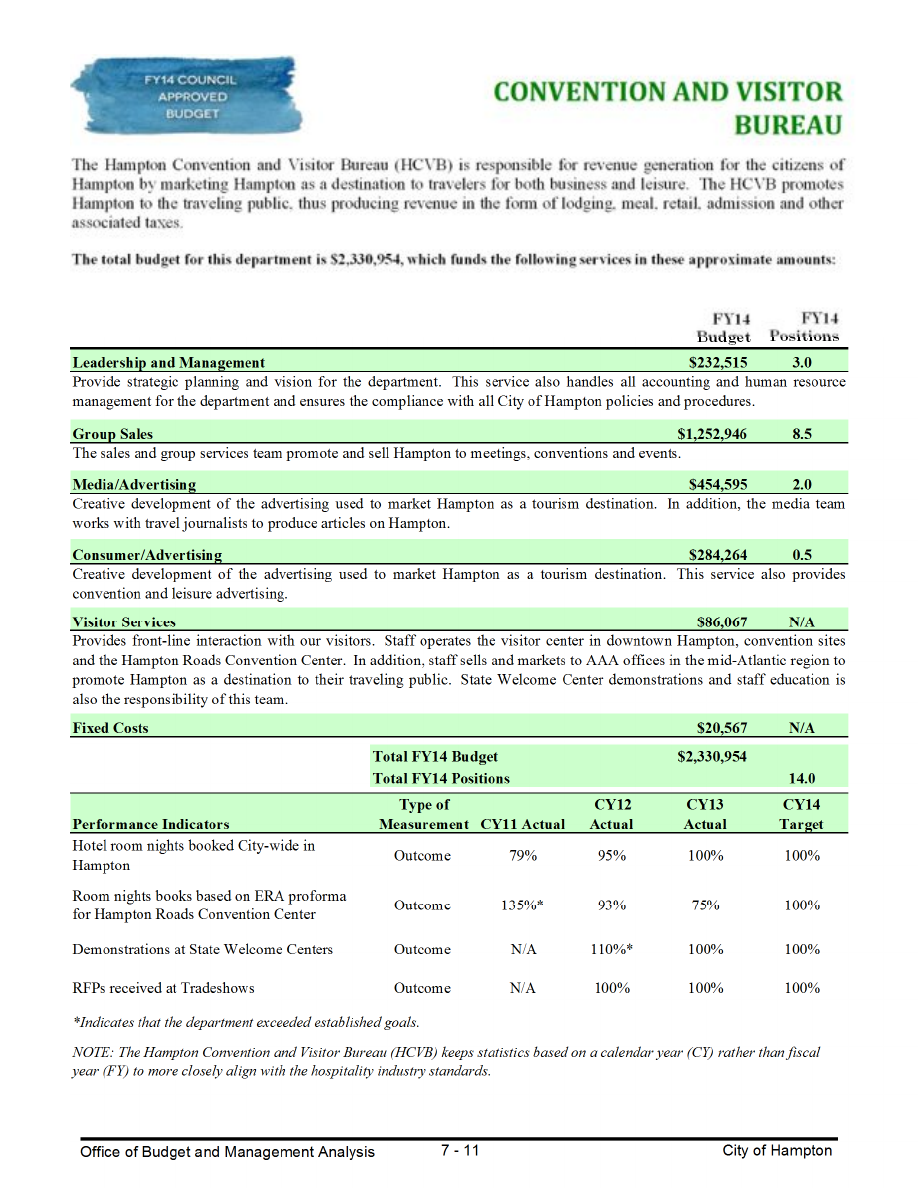 FY14 COUNCIL
APPROVED
BUDGET
CONVENTION AND VISITOR
BUREAU
The Hampton Convention and Visitor Bureau (HCVB) is responsible for revenue generation for the citizens of
Hampton by marketing Hampton as a destination to travelers for both business and leisure. The HCVB promotes
Hampton to the traveling public, thus producing revenue in the form of lodging, meal, retail, admission and other
associated taxes.
The total budget for this department is $2,330,954, which funds the following services in these approximate amounts:
FY14 FY14
Budget Positions
Leadership and Management $232,515 3.0
Provide strategic planning and vision for the department. This service also handles all accounting and human resource
management for the department and ensures the compliance with all City of Hampton policies and procedures.
Group Sales $1,252,946 8.5
The sales and group services team promote and sell Hampton to meetings, conventions and events.
Media/Advertising $454,595 2.0
Creative development of the advertising used to market Hampton as a tourism destination. In addition, the media team
works with travel journalists to produce articles on Hampton.
Consumer/Advertising $284,264 0.5
Creative development of the advertising used to market Hampton as a tourism destination. This service also provides
convention and leisure advertising.
Visitor Services $86,067 N/A
Provides front-line interaction with our visitors. Staff operates the visitor center in downtown Hampton, convention sites
and the Hampton Roads Convention Center. In addition, staff sells and markets to AAA offices in the mid-Atlantic region to
promote Hampton as a destination to their traveling public. State Welcome Center demonstrations and staff education is
also the responsibility of this team.
Fixed Costs $20,567 N/A
Total FY14 Budget $2,330,954
Total FY14 Positions 14.0
Type of CY12 CY13 CY14
Performance Indicators Measurement CY11 Actual Actual Actual Target
Hotel room nights booked City-wide in
Hampton Outcome 79% 95% 100% 100%
Room nights books based on ERA proforma
for Hampton Roads Convention Center Outcome 135%* 93% 75% 100%
Demonstrations at State Welcome Centers Outcome N/A 110%* 100% 100%
RFPs received at Tradeshows Outcome N/A 100% 100% 100%
*Indicates that the department exceeded established goals.
NOTE: The Hampton Convention and Visitor Bureau (HCVB) keeps statistics based on a calendar year (CY) rather than fiscal
year (FY) to more closely align with the hospitality industry standards.
Office of Budget and Management Analysis 7 - 11 City of Hampton